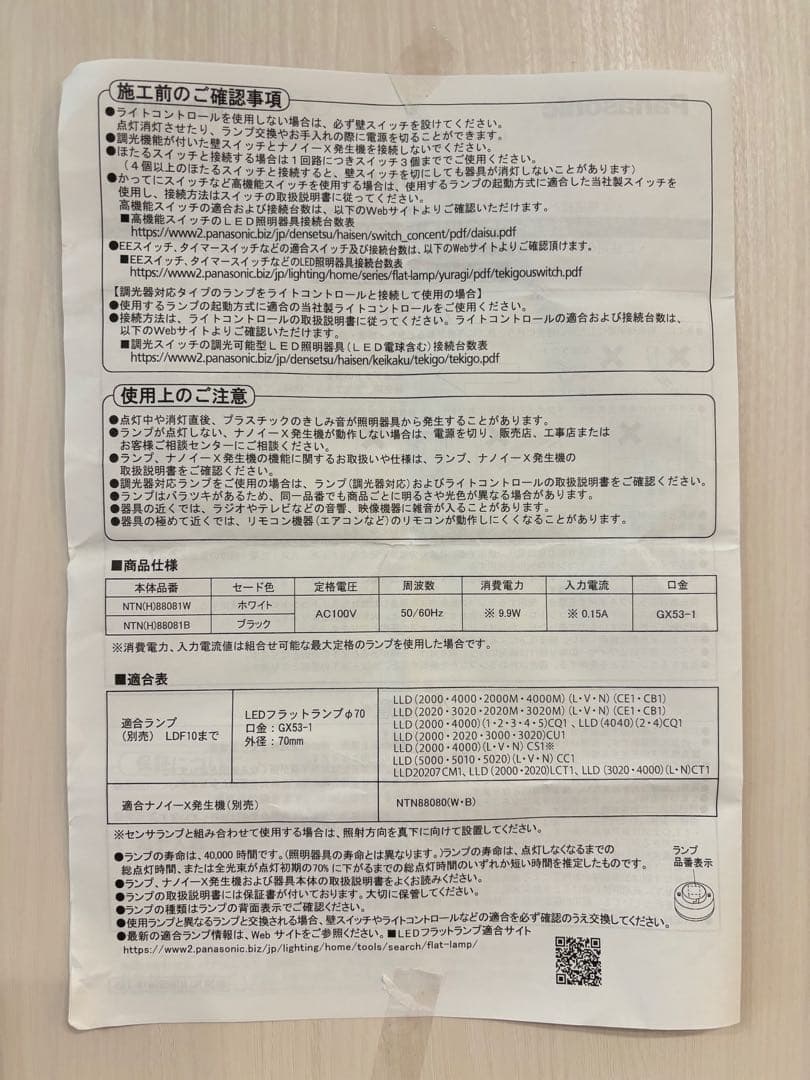 施工前のご確認事項
●ライトコントロールを使用しない場合は、必ず壁スイッチを設けてください。
点灯消灯させたり、ランプ交換やお手入れの際に電源を切ることができます。
●調光機能が付いた壁スイッチとナノイーX発生機を接続しないでください。
●ほたるスイッチと接続する場合は1回路につきスイッチ3個まででご使用ください。
(4個以上のほたるスイッチと接続すると、壁スイッチを切にしても器具が消灯しないことがあります)
●かってにスイッチなど高機能スイッチを使用する場合は、使用するランプの起動方式に適合した当社製スイッチを
使用し、接続方法はスイッチの取扱説明書に従ってください。
高機能スイッチの適合および接続台数は、以下のWebサイトよりご確認いただけます。
■高機能スイッチのLED照明器具接続台数表
https://www2.panasonic.biz/jp/densetsu/haisen/switch_concent/pdf/daisu.pdf
●EEスイッチ、タイマースイッチなどの適合スイッチ及び接続台数は、以下のWebサイトよりご確認頂けます。
■EEスイッチ、タイマースイッチなどのLED照明器具接続台数表
https://www2.panasonic.biz/jp/lighting/home/series/flat-lamp/yuragi/pdf/tekigouswitch.pdf
【調光器対応タイプのランプをライトコントロールと接続して使用の場合】
●使用するランプの起動方式に適合の当社製ライトコントロールをご使用ください。
●接続方法は、ライトコントロールの取扱説明書に従ってください。ライトコントロールの適合および接続台数は、
以下のWebサイトよりご確認いただけます。
■調光スイッチの調光可能型LED照明器具(LED電球含む)接続台数表
https://www2.panasonic.biz/jp/densetsu/haisen/keikaku/tekigo/tekigo.pdf
使用上のご注意
●点灯中や消灯直後、プラスチックのきしみ音が照明器具から発生することがあります。
●ランプが点灯しない、ナノイーX発生機が動作しない場合は、電源を切り、販売店、工事店または
お客様ご相談センターにご相談ください。
●ランプ、ナノイーX発生機の機能に関するお取扱いや仕様は、ランプ、ナノイーX発生機の
取扱説明書をご確認ください。
●調光器対応ランプをご使用の場合は、ランプ(調光器対応)およびライトコントロールの取扱説明書をご確認ください。
●ランプはバラツキがあるため、同一品番でも商品ごとに明るさや光色が異なる場合があります。
●器具の近くでは、ラジオやテレビなどの音響、映像機器に雑音が入ることがあります。
●器具の極めて近くでは、リモコン機器(エアコンなど)のリモコンが動作しにくくなることがあります。
■商品仕様
本体品番 セード色 定格電圧 周波数 消費電力 入力電流 口金
NTN(H)88081W ホワイト AC100V 50/60Hz ※ 9.9W ※ 0.15A GX53-1
NTN(H)88081B ブラック
※消費電力、入力電流値は組合せ可能な最大定格のランプを使用した場合です。
■適合表
適合ランプ
(別売) LDF10まで
LEDフラットランプφ70
口金:GX53-1
外径:70mm
LLD(2000・4000・2000M・4000M)(L・V・N)(CE1・CB1)
LLD(2020・3020・2020M・3020M)(L・V・N)(CE1・CB1)
LLD(2000・4000)(1・2・3・4・5)CQ1、LLD(4040)(2・4)CQ1
LLD(2000・2020・3000・3020)CU1
LLD(2000・4000)(L・V・N)CS1※
LLD(5000・5010・5020)(L・V・N)CC1
LLD20207CM1、LLD(2000・2020)LCT1、LLD(3020・4000)(L・N)CT1
適合ナノイーX発生機(別売) NTN88080(W・B)
※センサランプと組み合わせて使用する場合は、照射方向を真下に向けて設置してください。
●ランプの寿命は、40,000時間です。(照明器具の寿命とは異なります。)ランプの寿命は、点灯しなくなるまでの
総点灯時間、または全光束が点灯初期の70%に下がるまでの総点灯時間のいずれか短い時間を推定したものです。
●ランプ、ナノイーX発生機および器具本体の取扱説明書をよくお読みください。
●ランプの取扱説明書には保証書が付いております。大切に保管してください。
●ランプの種類はランプの背面表示でご確認ください。
●使用ランプと異なるランプと交換される場合、壁スイッチやライトコントロールなどの適合を必ず確認のうえ交換してください。
●最新の適合ランプ情報は、Webサイトをご参照ください。■LEDフラットランプ適合サイト
https://www2.panasonic.biz/jp/lighting/home/tools/search/flat-lamp/
ランプ
品番表示